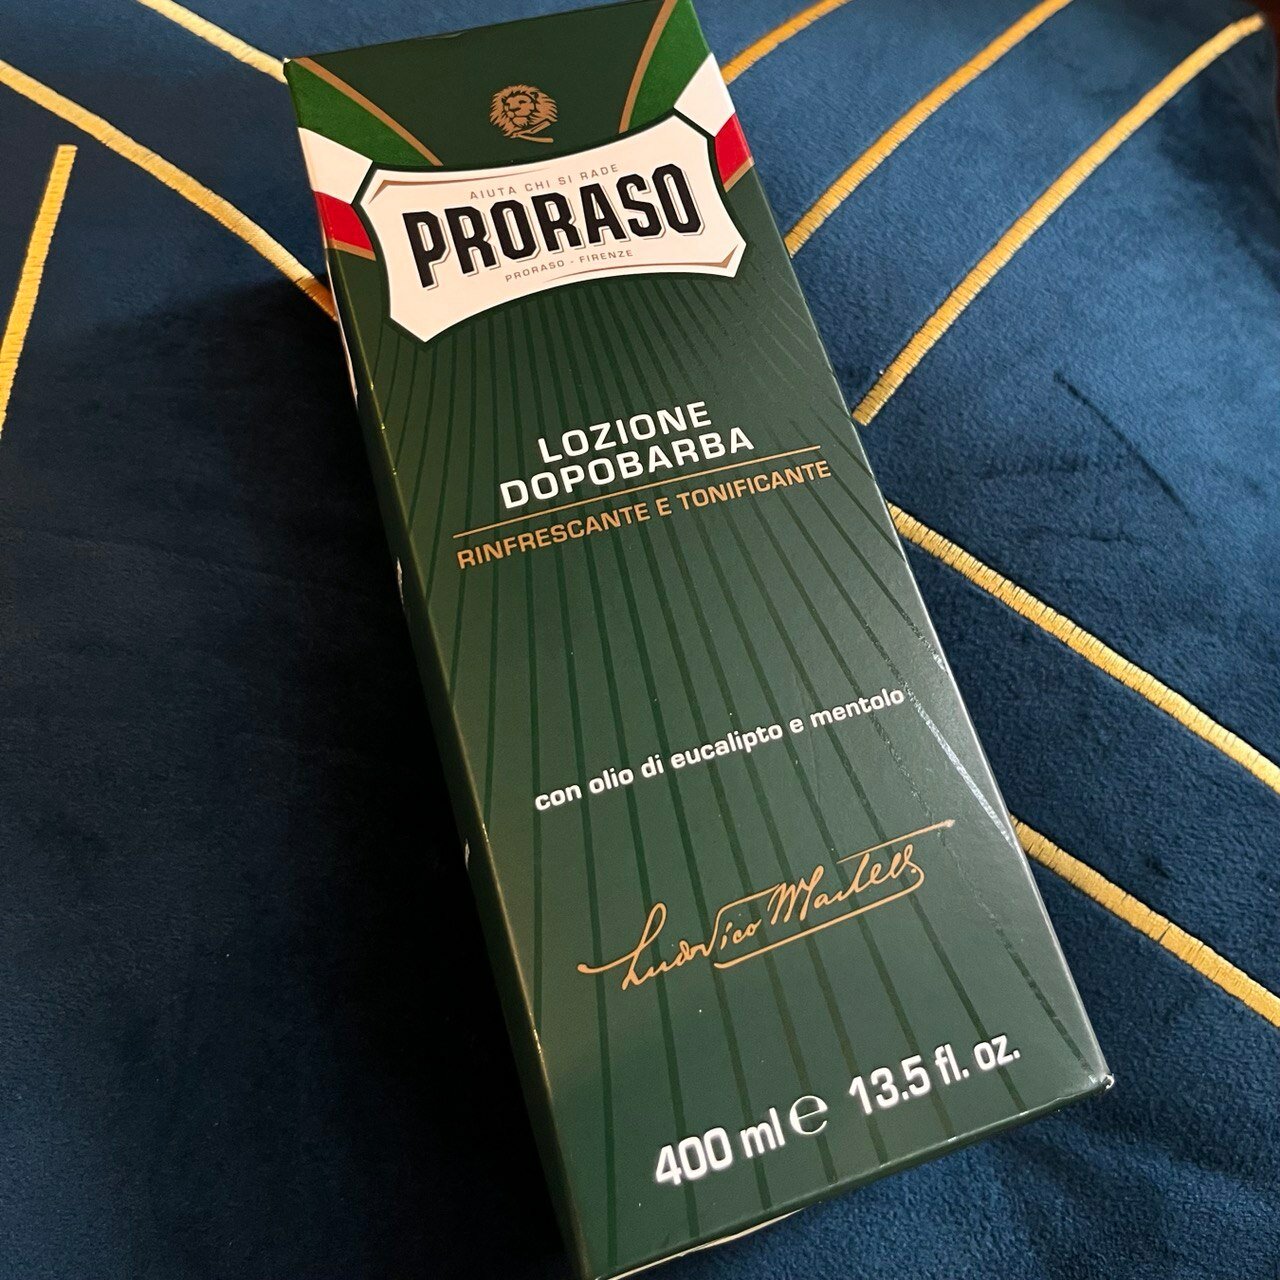 AIUTA CHI SI RADE
PRORASO
PRORASO - FIRENZE
LOZIONE
DOPOBARBA
RINFRESCANTE E TONIFICANTE
con olio di eucalipto e mentolo
Ludovico Martelli
400 ml e 13.5 fl. oz.